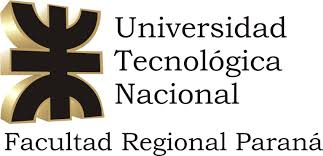 Universidad
Tecnológica
Nacional
Facultad Regional Paraná